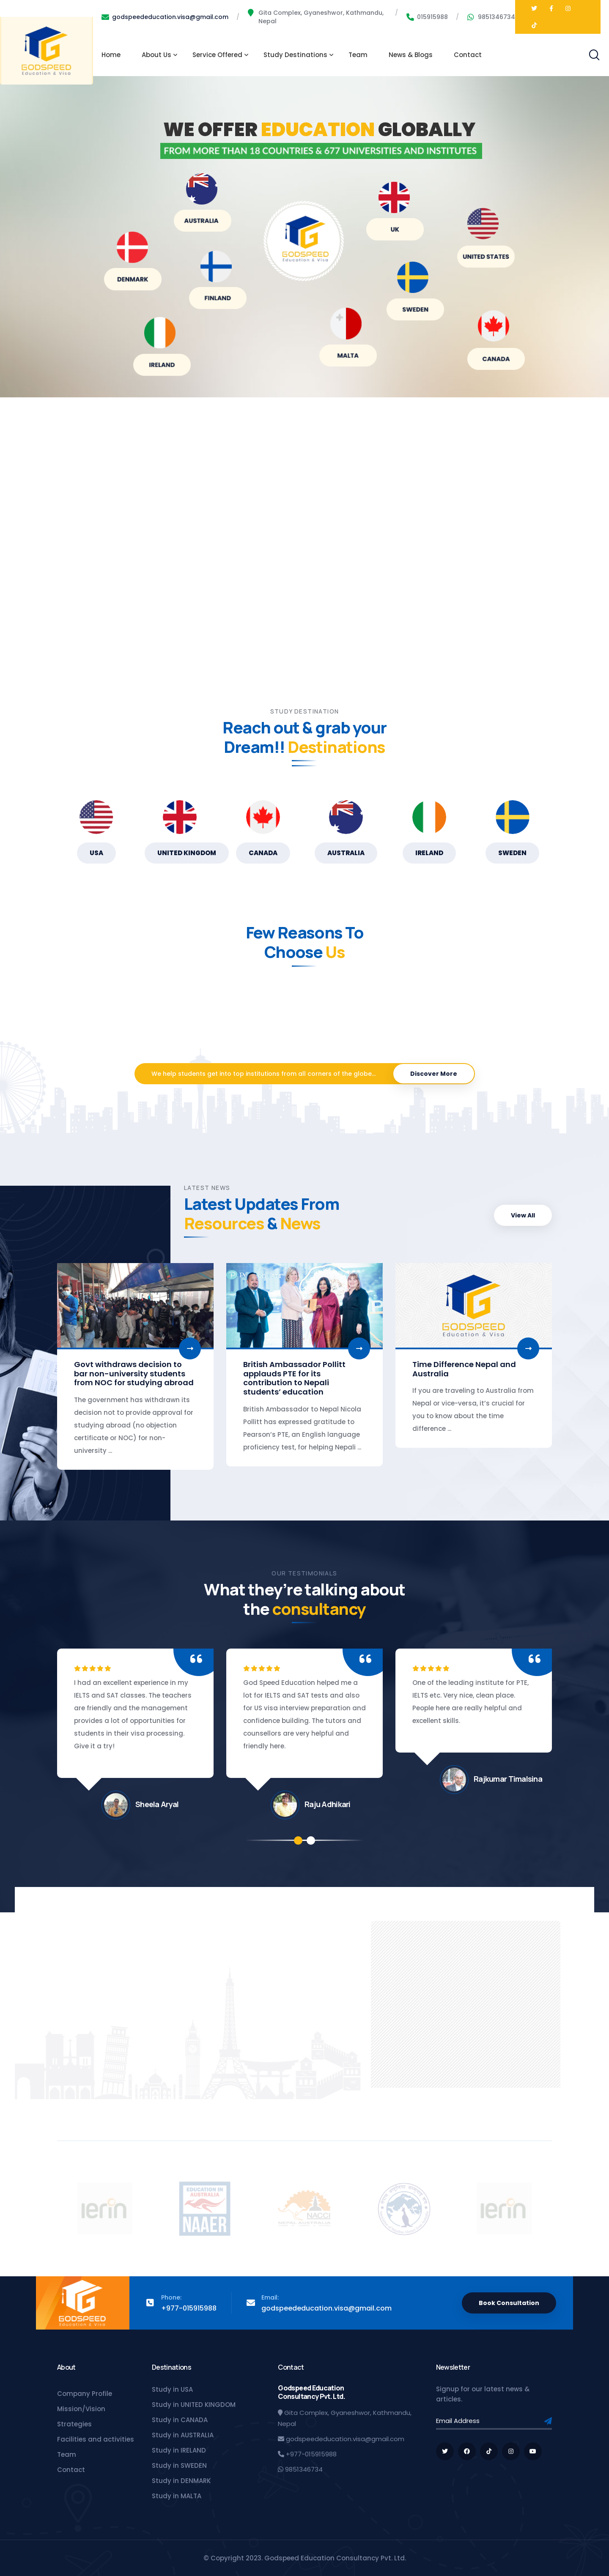 godspeededucation.visa@gmail.com
/
Gita Complex, Gyaneshwor, Kathmandu,
Nepal
/
015915988
/
9851346734
GODSPEED
Education & Visa
Home
About Us
Service Offered
Study Destinations
Team
News & Blogs
Contact
WE OFFER EDUCATION GLOBALLY
FROM MORE THAN 18 COUNTRIES & 677 UNIVERSITIES AND INSTITUTES
AUSTRALIA
UK
UNITED STATES
GODSPEED
Education & Visa
DENMARK
FINLAND
SWEDEN
IRELAND
MALTA
CANADA
STUDY DESTINATION
Reach out & grab your
Dream!! Destinations
USA
UNITED KINGDOM
CANADA
AUSTRALIA
IRELAND
SWEDEN
Few Reasons To
Choose Us
We help students get into top institutions from all corners of the globe...
Discover More
LATEST NEWS
Latest Updates From
Resources & News
View All
GODSPEED
Education & Visa
Govt withdraws decision to
bar non-university students
from NOC for studying abroad
The government has withdrawn its
decision not to provide approval for
studying abroad (no objection
certificate or NOC) for non-
university ...
British Ambassador Pollitt
applauds PTE for its
contribution to Nepali
students' education
British Ambassador to Nepal Nicola
Pollitt has expressed gratitude to
Pearson's PTE, an English language
proficiency test, for helping Nepali ...
Time Difference Nepal and
Australia
If you are traveling to Australia from
Nepal or vice-versa, it's crucial for
you to know about the time
difference ...
OUR TESTIMONIALS
What they're talking about
the consultancy
I had an excellent experience in my
IELTS and SAT classes. The teachers
are friendly and the management
provides a lot of opportunities for
students in their visa processing.
Give it a try!
Sheela Aryal
God Speed Education helped me a
lot for IELTS and SAT tests and also
for US visa interview preparation and
confidence building. The tutors and
counsellors are very helpful and
friendly here.
Raju Adhikari
One of the leading institute for PTE,
IELTS etc. Very nice, clean place.
People here are really helpful and
excellent skills.
Rajkumar Timalsina
ierin
EDUCATION IN
AUSTRALIA
NAAER
NACCI
ierin
GODSPEED
Education & Visa
Phone:
+977-015915988
Email:
godspeededucation.visa@gmail.com
Book Consultation
About
Company Profile
Mission/Vision
Strategies
Facilities and activities
Team
Contact
Destinations
Study in USA
Study in UNITED KINGDOM
Study in CANADA
Study in AUSTRALIA
Study in IRELAND
Study in SWEDEN
Study in DENMARK
Study in MALTA
Contact
Godspeed Education
Consultancy Pvt. Ltd.
Gita Complex, Gyaneshwor, Kathmandu,
Nepal
godspeededucation.visa@gmail.com
+977-015915988
9851346734
Newsletter
Signup for our latest news &
articles.
Email Address
© Copyright 2023. Godspeed Education Consultancy Pvt. Ltd.